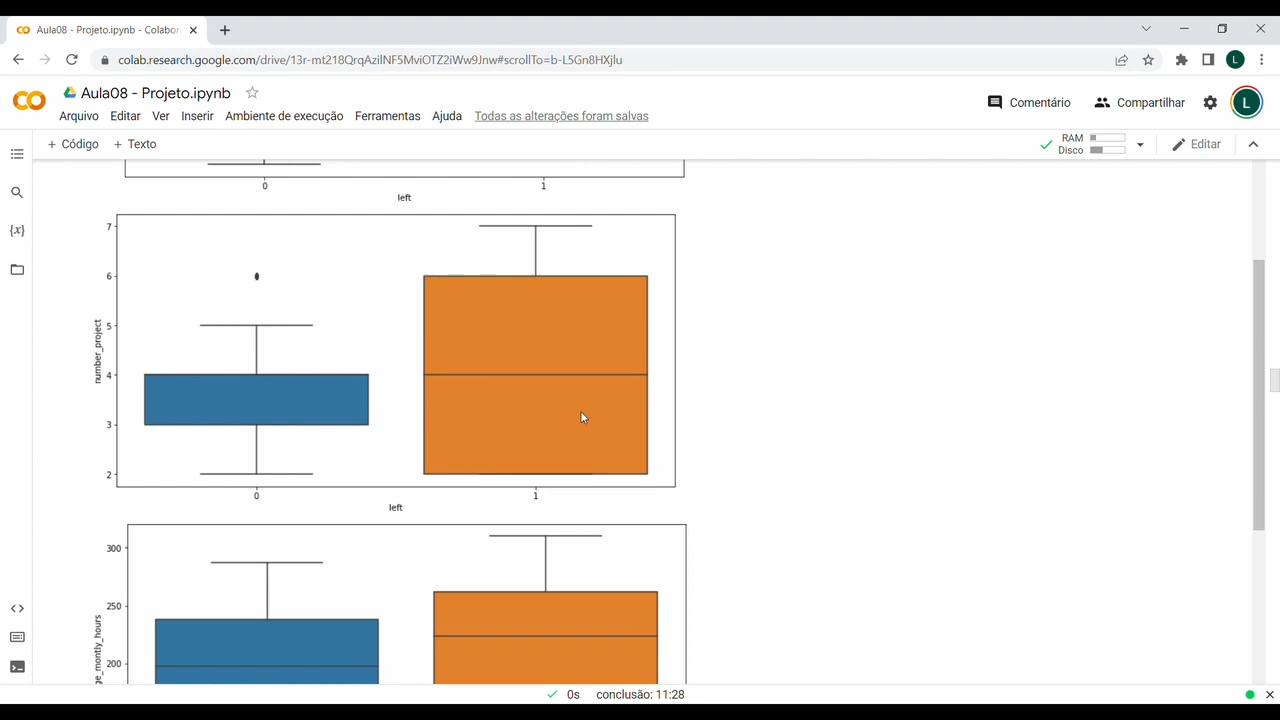 Aula08 - Projeto.ipynb - Colabor
colab.research.google.com/drive/13r-mt218QrqAzilNF5MviOTZ2iWw9Jnw#scrollTo=b-L5Gn8HXjlu
L
Aula08 - Projeto.ipynb
Comentário
Compartilhar
L
Arquivo Editar Ver Inserir Ambiente de execução Ferramentas Ajuda Todas as alterações foram salvas
+ Código + Texto
RAM
Disco
Editar
{x}
0 1
left
7
6
5
4
3
2
number_project
0 1
left
300
250
200
ge_montly_hours
0s conclusão: 11:28